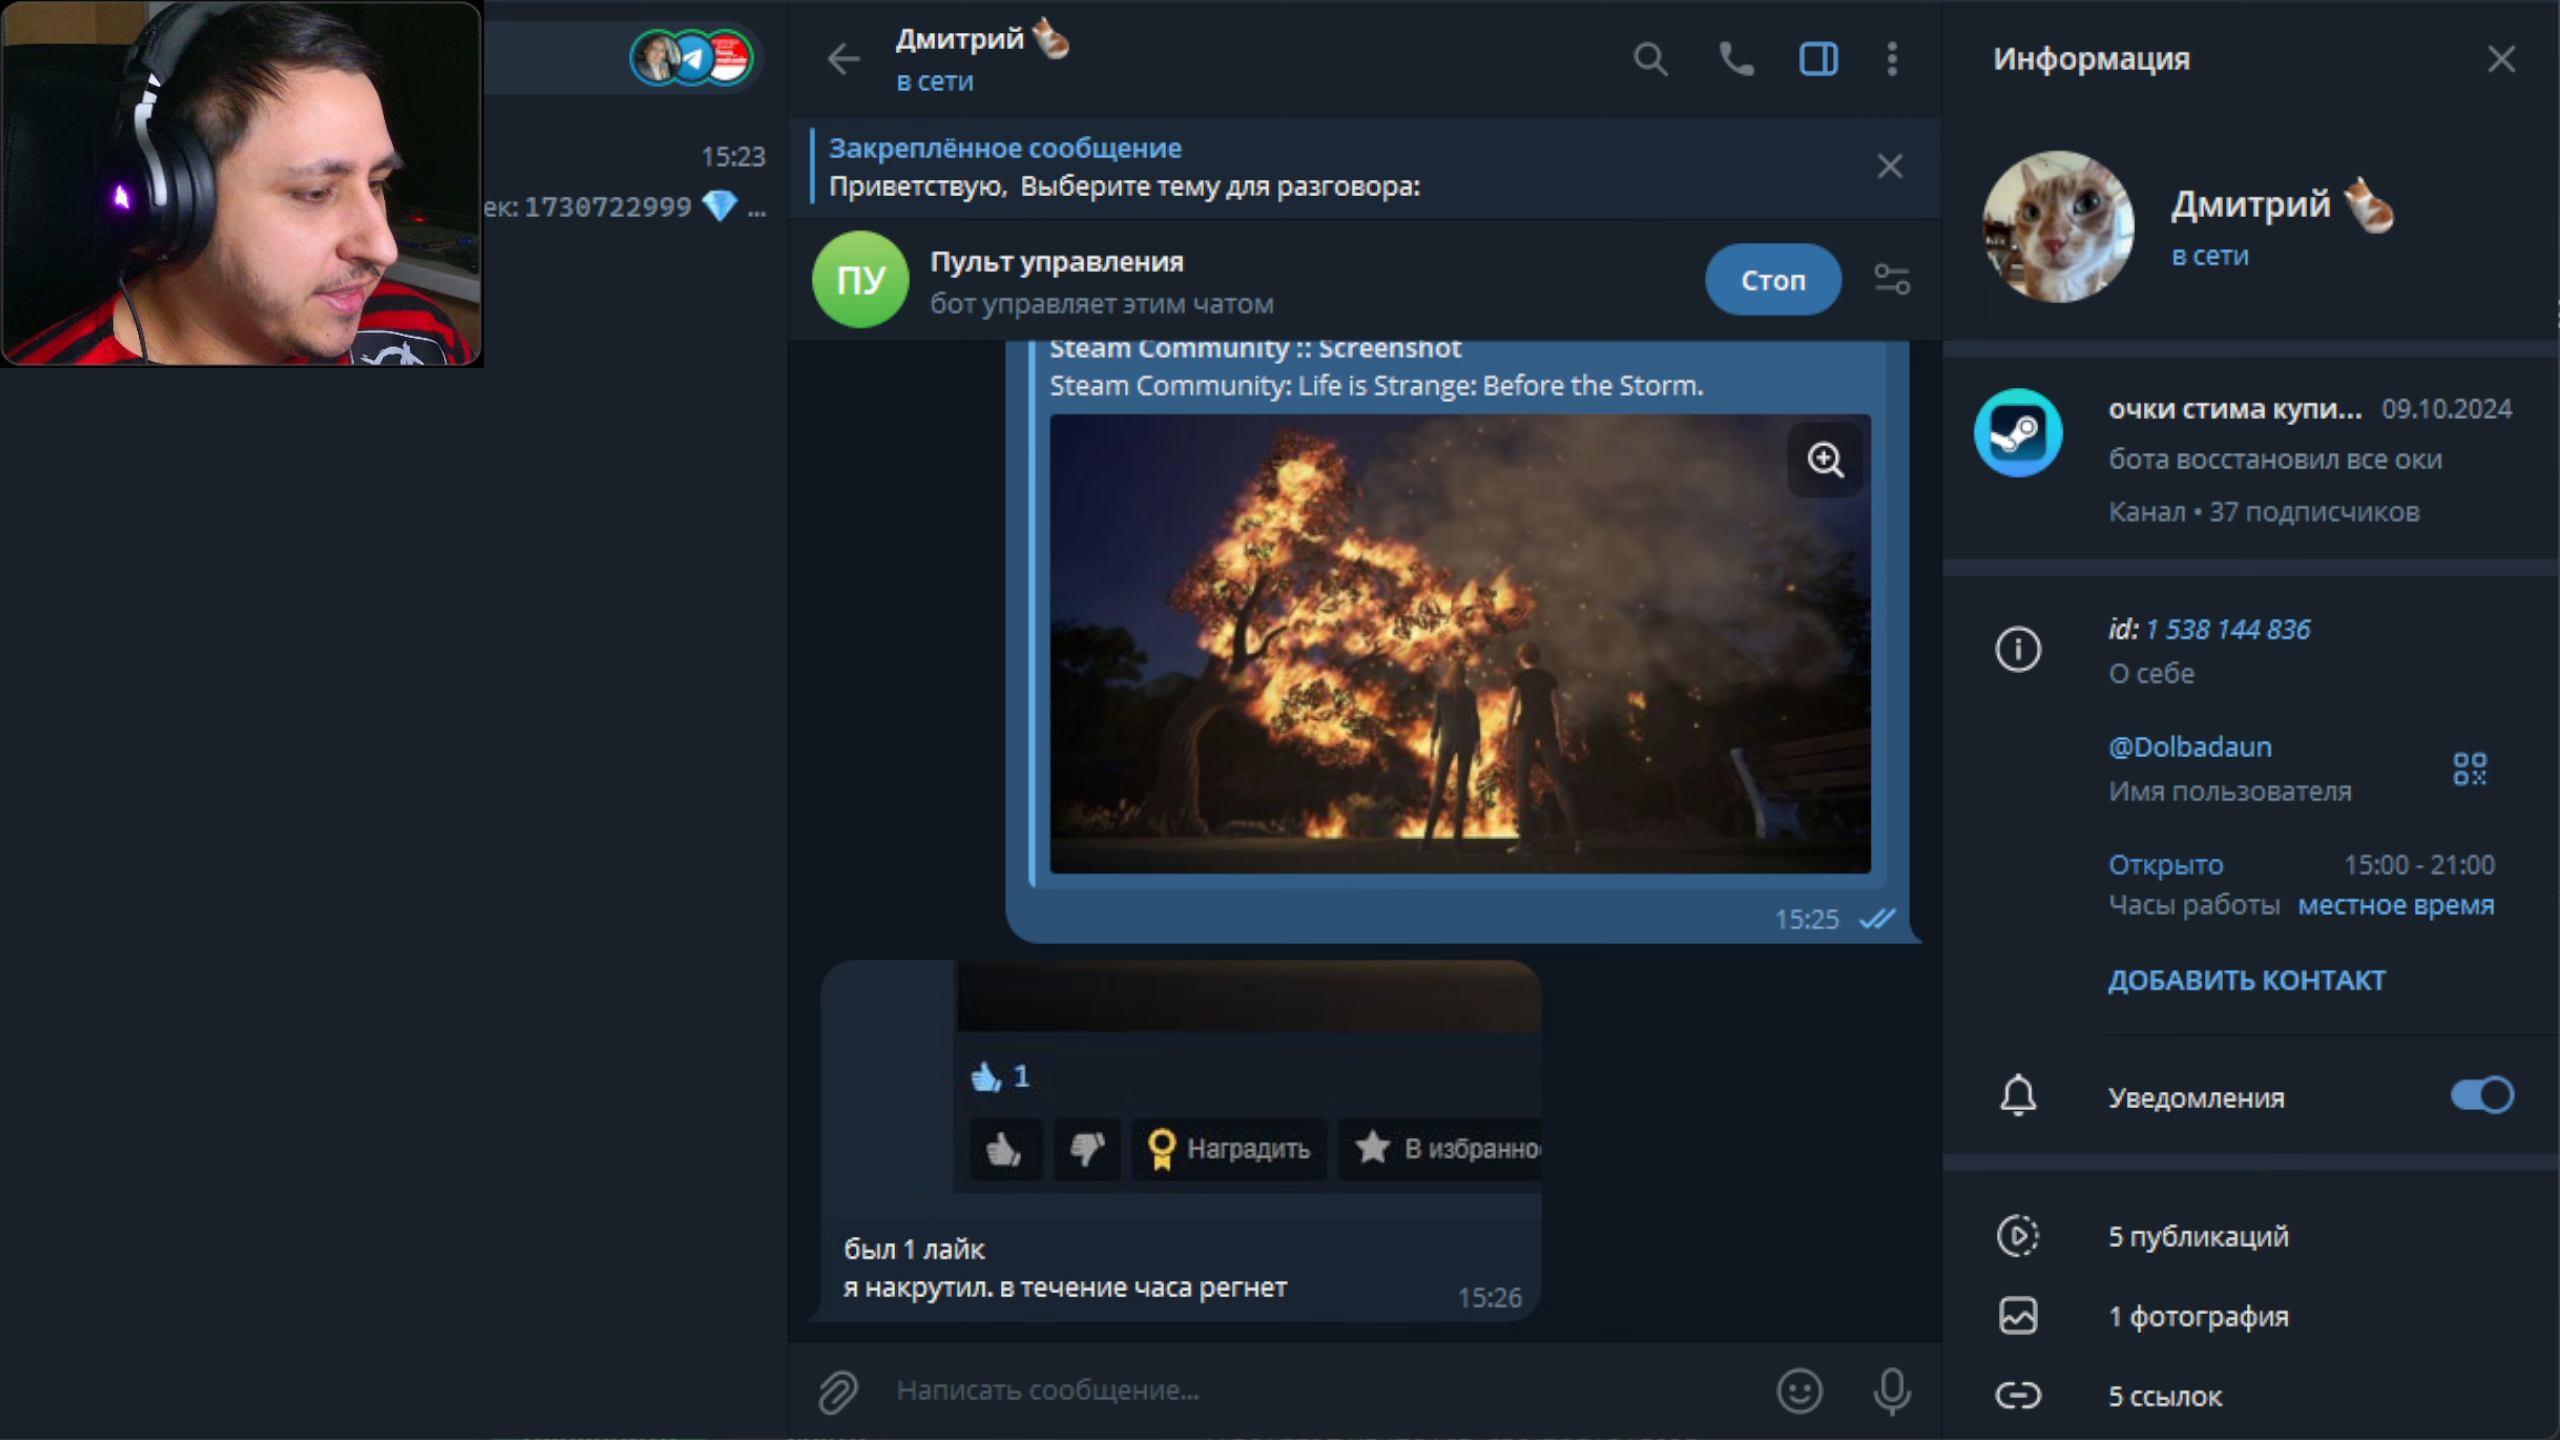 15:23
ек: 1730722999 💎 ...
Дмитрий
в сети
Закреплённое сообщение
Приветствую, Выберите тему для разговора:
ПУ
Пульт управления
бот управляет этим чатом
Стоп
Steam Community :: Screenshot
Steam Community: Life is Strange: Before the Storm.
15:25
1
Наградить
В избранно
был 1 лайк
я накрутил. в течение часа регнет
15:26
Написать сообщение...
Информация
Дмитрий
в сети
очки стима купи... 09.10.2024
бота восстановил все оки
Канал • 37 подписчиков
id: 1 538 144 836
О себе
@Dolbadaun
Имя пользователя
Открыто 15:00 - 21:00
Часы работы местное время
ДОБАВИТЬ КОНТАКТ
Уведомления
5 публикаций
1 фотография
5 ссылок